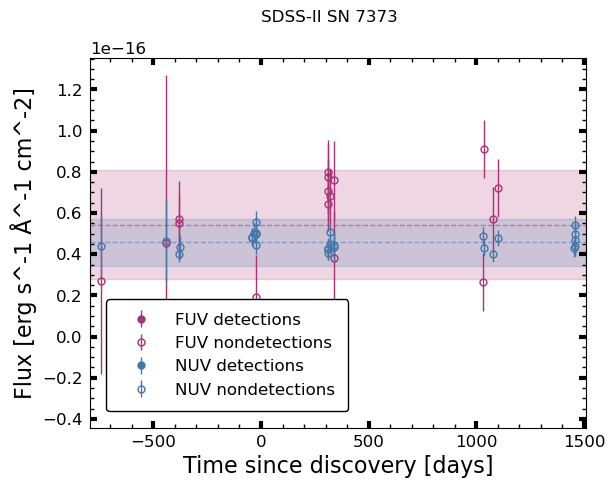 SDSS-II SN 7373
1e−16
1.2
1.0
0.8
0.6
0.4
0.2
0.0
−0.2
−0.4
Flux [erg s^-1 Å^-1 cm^-2]
FUV detections
FUV nondetections
NUV detections
NUV nondetections
−500 0 500 1000 1500
Time since discovery [days]